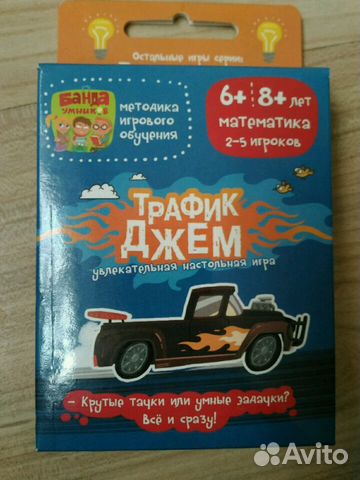 Остальные игры серии:
БАНДА
УМНИКОВ
методика
игрового
обучения
6+ 8+ лет
математика
2-5 игроков
ТРАФИК
ДЖЕМ
увлекательная настольная игра
- Крутые тачки или умные задачки?
Всё и сразу!
Avito